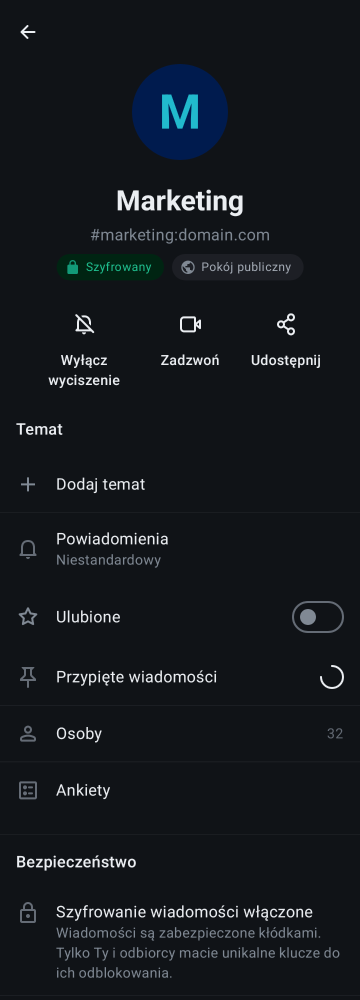 M
Marketing
#marketing:domain.com
Szyfrowany
Pokój publiczny
Wyłącz
wyciszenie
Zadzwoń
Udostępnij
Temat
Dodaj temat
Powiadomienia
Niestandardowy
Ulubione
Przypięte wiadomości
Osoby
32
Ankiety
Bezpieczeństwo
Szyfrowanie wiadomości włączone
Wiadomości są zabezpieczone kłódkami.
Tylko Ty i odbiorcy macie unikalne klucze do
ich odblokowania.